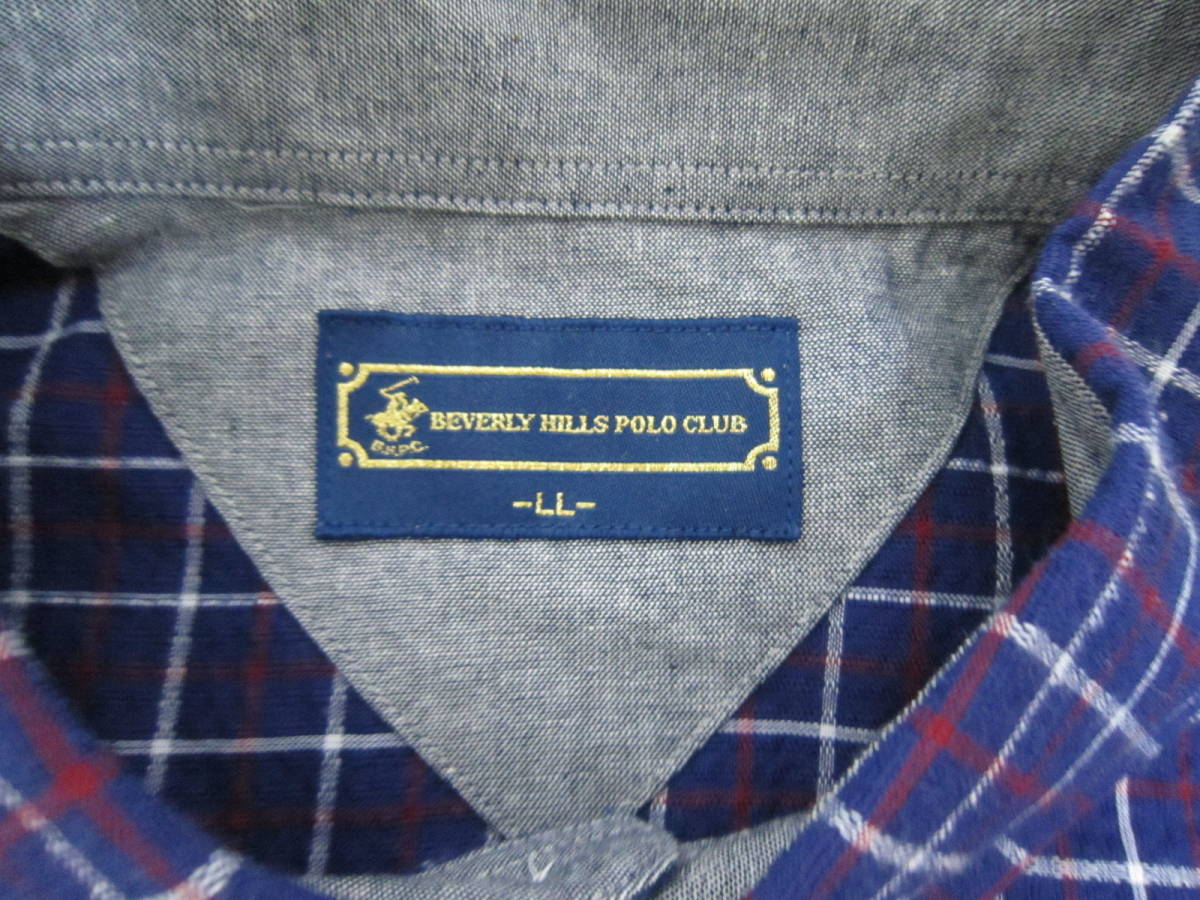 BEVERLY HILLS POLO CLUB
B.H.P.C.
-LL-